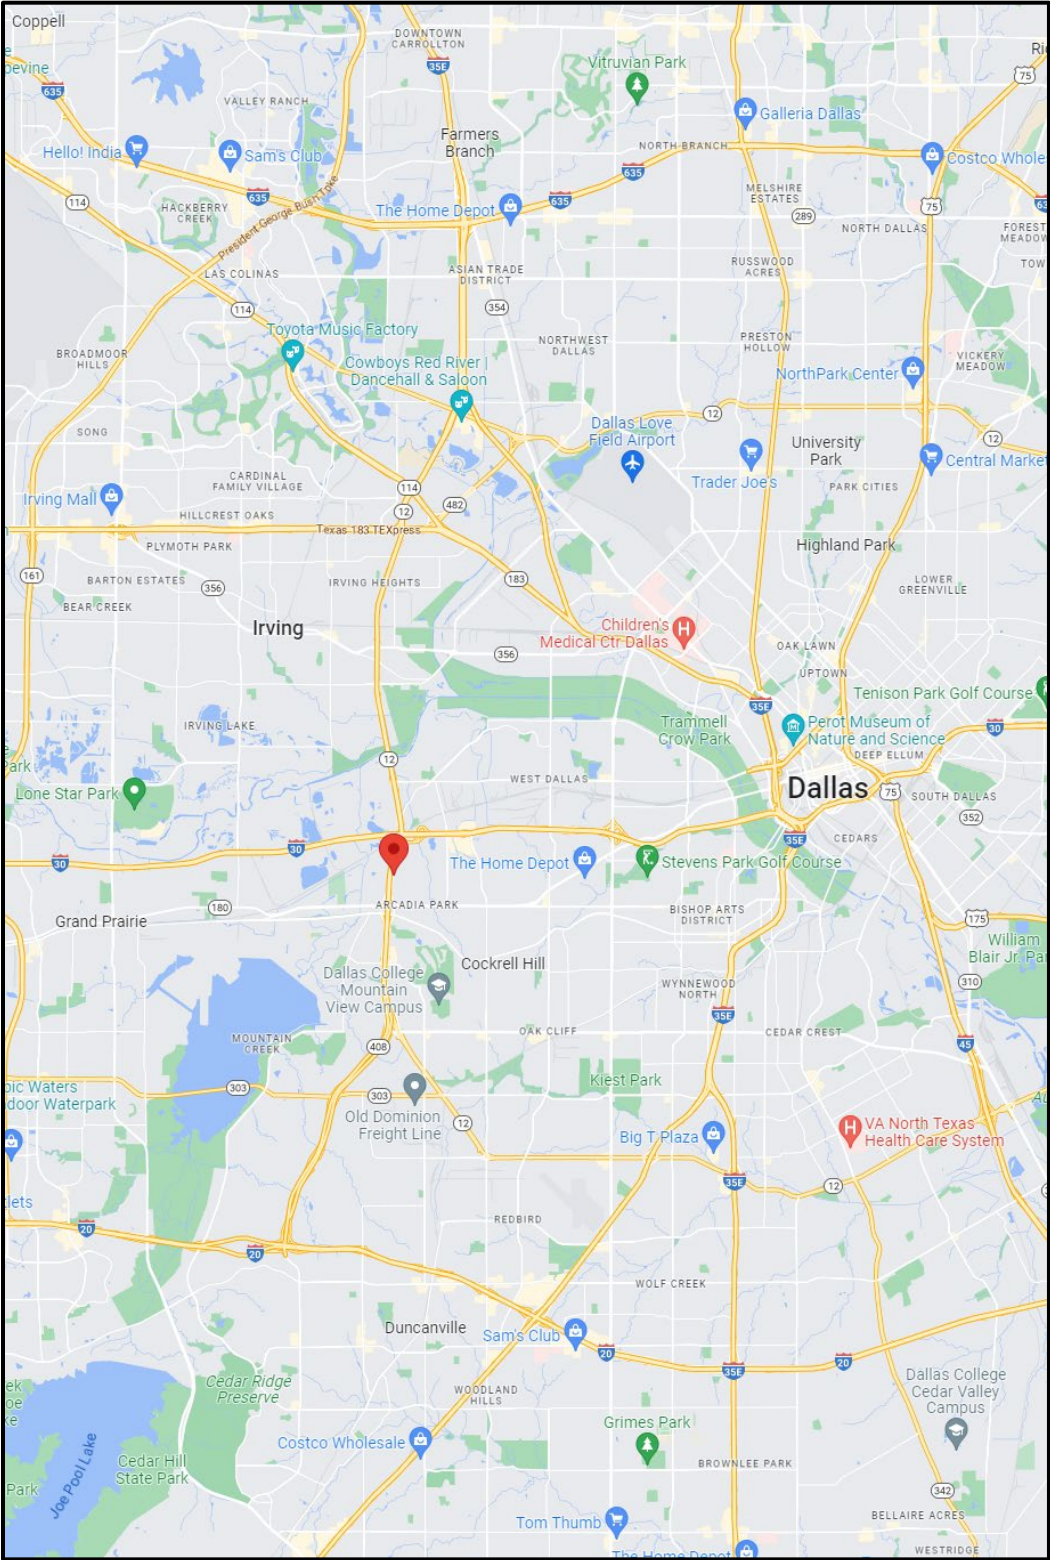 Coppell
DOWNTOWN
CARROLLTON
35E
Vitruvian Park
75
635
VALLEY RANCH
Galleria Dallas
Farmers
Branch
Hello! India
Sam's Club
NORTH BRANCH
Costco Whole
635
635
635
114
HACKBERRY
CREEK
President George Bush Tpke
The Home Depot
MELSHIRE
ESTATES
289
75
NORTH DALLAS
FOREST
MEADOW
LAS COLINAS
ASIAN TRADE
DISTRICT
RUSSWOOD
ACRES
TOW
114
354
Toyota Music Factory
NORTHWEST
DALLAS
PRESTON
HOLLOW
BROADMOOR
HILLS
Cowboys Red River |
Dancehall & Saloon
NorthPark Center
VICKERY
MEADOW
12
SONG
Dallas Love
Field Airport
University
Park
12
Central Market
CARDINAL
FAMILY VILLAGE
Trader Joe's
PARK CITIES
Irving Mall
114
12
482
HILLCREST OAKS
Texas 183 TEXpress
PLYMOTH PARK
Highland Park
161
BARTON ESTATES
356
IRVING HEIGHTS
183
LOWER
GREENVILLE
BEAR CREEK
Irving
Children's
Medical Ctr Dallas
356
OAK LAWN
UPTOWN
Tenison Park Golf Course
35E
IRVING LAKE
Trammell
Crow Park
Perot Museum of
Nature and Science
30
DEEP ELLUM
Park
12
WEST DALLAS
Lone Star Park
Dallas
75
SOUTH DALLAS
352
30
30
The Home Depot
Stevens Park Golf Course
35E
CEDARS
180
ARCADIA PARK
Grand Prairie
BISHOP ARTS
DISTRICT
175
William
Blair Jr. Pa
Cockrell Hill
Dallas College
Mountain
View Campus
WYNNEWOOD
NORTH
310
35E
MOUNTAIN
CREEK
408
OAK CLIFF
CEDAR CREST
45
Kiest Park
303
303
Old Dominion
Freight Line
12
Big T Plaza
VA North Texas
Health Care System
35E
12
20
20
REDBIRD
WOLF CREEK
Duncanville
Sam's Club
20
35E
20
Cedar Ridge
Preserve
WOODLAND
HILLS
Dallas College
Cedar Valley
Campus
Grimes Park
Costco Wholesale
Joe Pool Lake
Cedar Hill
State Park
BROWNLEE PARK
Park
342
Tom Thumb
BELLAIRE ACRES
The Home Depot
WESTRIDGE